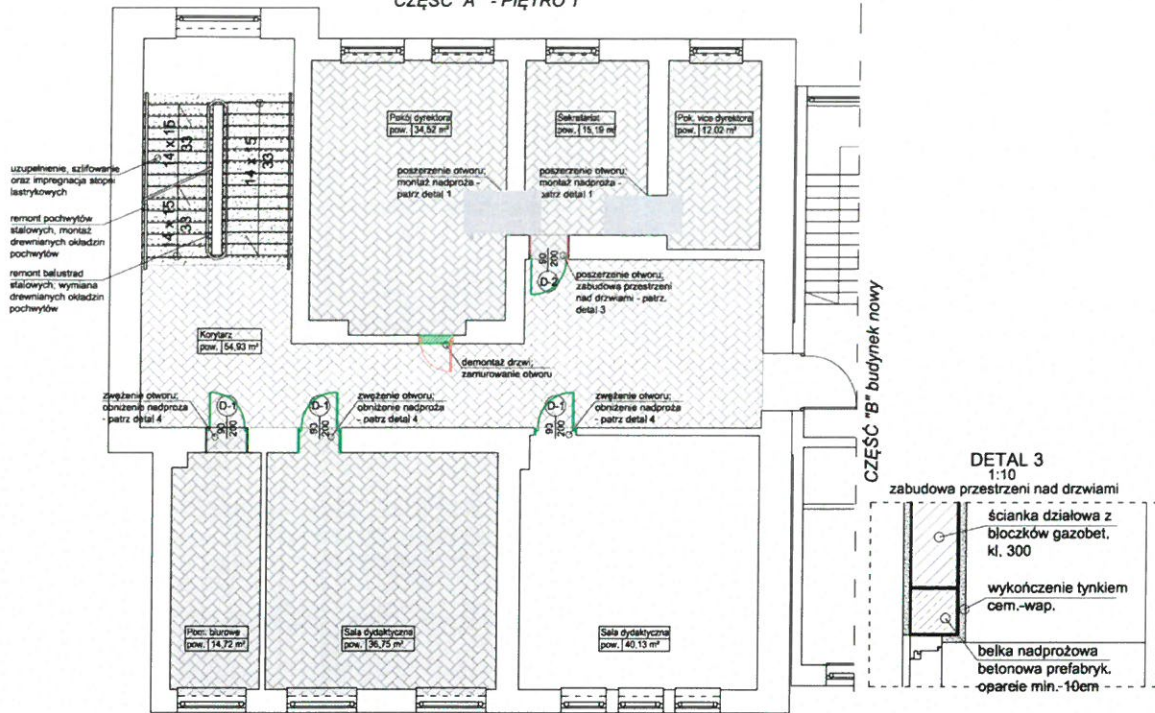 CZĘŚĆ "A" - PIĘTRO 1
14 x 15
33
14 x 15
33
14 x 15
33
uzupełnienie, szlifowanie
oraz impregnacja stopni
lastrykowych
remont pochwytów
stalowych, montaż
drewnianych okładzin
pochwytów
remont balustrad
stalowych; wymiana
drewnianych okładzin
pochwytów
Pokój dyrektora
pow. 34,52 m²
Sekretariat
pow. 15,19 m²
Pok. vice dyrektora
pow. 12.02 m²
poszerzenie otworu;
montaż nadproża -
patrz detal 1
poszerzenie otworu;
montaż nadproża -
patrz detal 1
90
200
D-2
poszerzenie otworu;
zabudowa przestrzeni
nad drzwiami - patrz.
detal 3
Korytarz
pow. 54,93 m²
demontaż drzwi;
zamurowanie otworu
zwężenie otworu;
obniżenie nadproża
- patrz detal 4
D-1
90
200
zwężenie otworu;
obniżenie nadproża
- patrz detal 4
D-1
90
200
zwężenie otworu;
obniżenie nadproża
- patrz detal 4
D-1
90
200
Pom. biurowe
pow. 14,72 m²
Sala dydaktyczna
pow. 36,75 m²
Sala dydaktyczna
pow. 40,13 m²
CZĘŚĆ "B" budynek nowy
DETAL 3
1:10
zabudowa przestrzeni nad drzwiami
ścianka działowa z
bloczków gazobet.
kl. 300
wykończenie tynkiem
cem.-wap.
belka nadprożowa
betonowa prefabryk.
oparcie min. 10cm